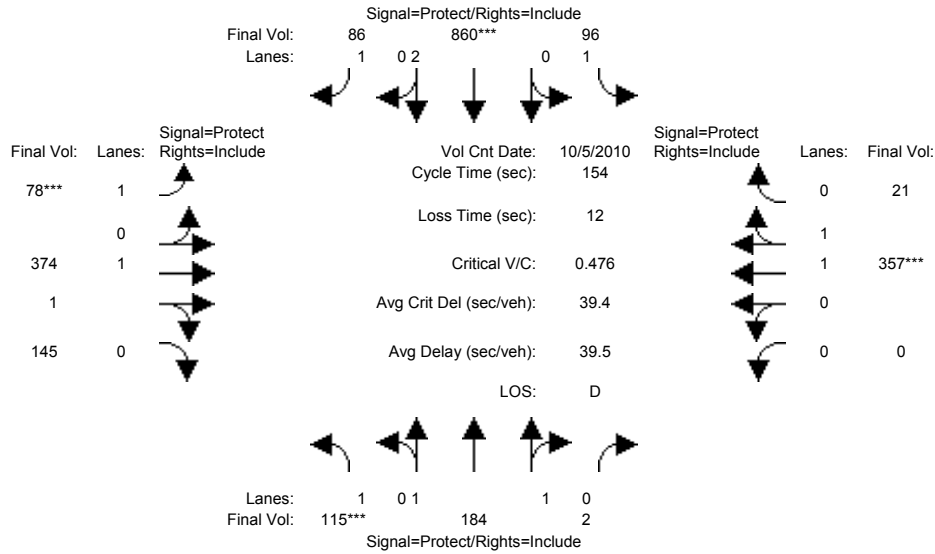 Signal=Protect/Rights=Include
Final Vol: 86 860*** 96
Lanes: 1 0 2 0 1
Signal=Protect Signal=Protect
Final Vol: Lanes: Rights=Include Vol Cnt Date: 10/5/2010 Rights=Include Lanes: Final Vol:
Cycle Time (sec): 154
78*** 1 0 21
Loss Time (sec): 12
0 1
374 1 Critical V/C: 0.476 1 357***
1 Avg Crit Del (sec/veh): 39.4 0
145 0 Avg Delay (sec/veh): 39.5 0 0
LOS: D
Lanes: 1 0 1 1 0
Final Vol: 115*** 184 2
Signal=Protect/Rights=Include